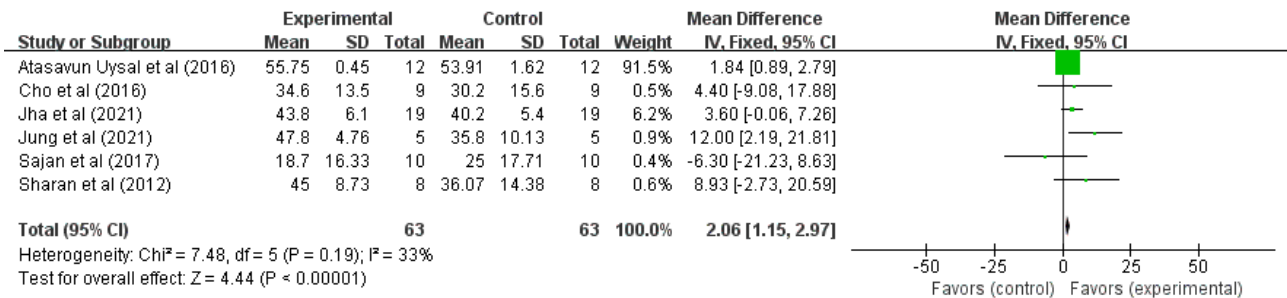 Experimental Control Mean Difference Mean Difference
Study or Subgroup Mean SD Total Mean SD Total Weight IV, Fixed, 95% CI IV, Fixed, 95% CI
Atasavun Uysal et al (2016) 55.75 0.45 12 53.91 1.62 12 91.5% 1.84 [0.89, 2.79]
Cho et al (2016) 34.6 13.5 9 30.2 15.6 9 0.5% 4.40 [-9.08, 17.88]
Jha et al (2021) 43.8 6.1 19 40.2 5.4 19 6.2% 3.60 [-0.06, 7.26]
Jung et al (2021) 47.8 4.76 5 35.8 10.13 5 0.9% 12.00 [2.19, 21.81]
Sajan et al (2017) 18.7 16.33 10 25 17.71 10 0.4% -6.30 [-21.23, 8.63]
Sharan et al (2012) 45 8.73 8 36.07 14.38 8 0.6% 8.93 [-2.73, 20.59]
Total (95% CI) 63 63 100.0% 2.06 [1.15, 2.97]
Heterogeneity: Chi² = 7.48, df = 5 (P = 0.19); I² = 33%
Test for overall effect: Z = 4.44 (P < 0.00001)
-50 -25 0 25 50
Favors (control) Favors (experimental)